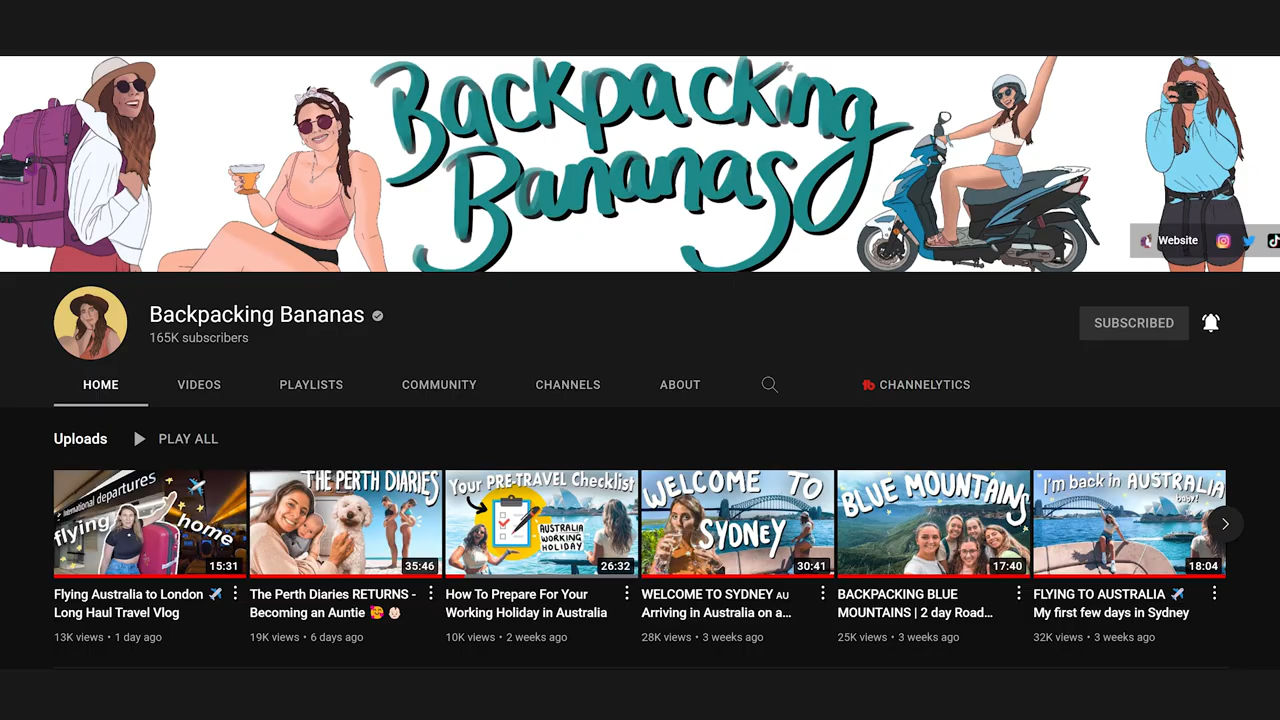 Backpacking
Bananas
Website
Backpacking Bananas
165K subscribers
SUBSCRIBED
HOME
VIDEOS
PLAYLISTS
COMMUNITY
CHANNELS
ABOUT
CHANNELYTICS
Uploads
PLAY ALL
International departures
flying
home
15:31
Flying Australia to London ✈️
Long Haul Travel Vlog
13K views • 1 day ago
THE PERTH DIARIES
35:46
The Perth Diaries RETURNS -
Becoming an Auntie 🥰 👶🏻
19K views • 6 days ago
Your PRE-TRAVEL Checklist
AUSTRALIA
WORKING
HOLIDAY
26:32
How To Prepare For Your
Working Holiday in Australia
10K views • 2 weeks ago
WELCOME TO
SYDNEY
30:41
WELCOME TO SYDNEY AU
Arriving in Australia on a...
28K views • 3 weeks ago
BLUE MOUNTAINS
17:40
BACKPACKING BLUE
MOUNTAINS | 2 day Road...
25K views • 3 weeks ago
I'm back in AUSTRALIA
baby!
18:04
FLYING TO AUSTRALIA ✈️
My first few days in Sydney
32K views • 3 weeks ago